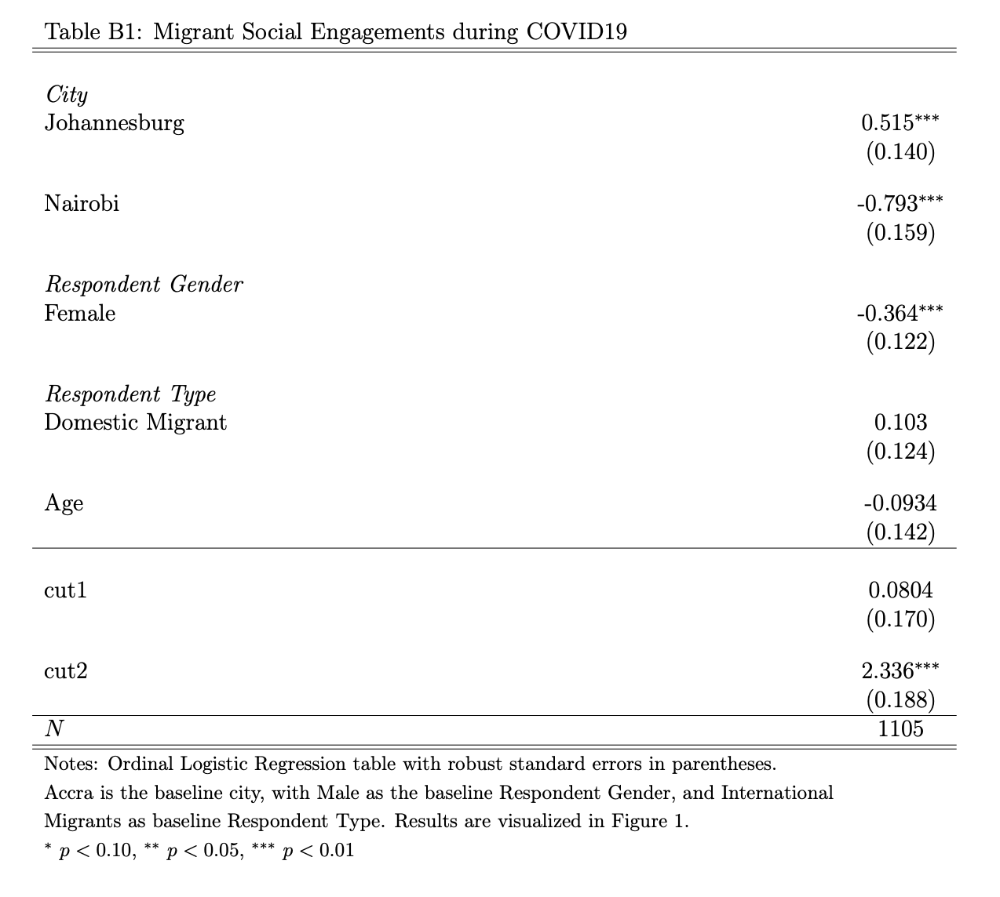 Table B1: Migrant Social Engagements during COVID19
City
Johannesburg 0.515***
(0.140)
Nairobi -0.793***
(0.159)
Respondent Gender
Female -0.364***
(0.122)
Respondent Type
Domestic Migrant 0.103
(0.124)
Age -0.0934
(0.142)
cut1 0.0804
(0.170)
cut2 2.336***
(0.188)
N 1105
Notes: Ordinal Logistic Regression table with robust standard errors in parentheses.
Accra is the baseline city, with Male as the baseline Respondent Gender, and International
Migrants as baseline Respondent Type. Results are visualized in Figure 1.
* p < 0.10, ** p < 0.05, *** p < 0.01